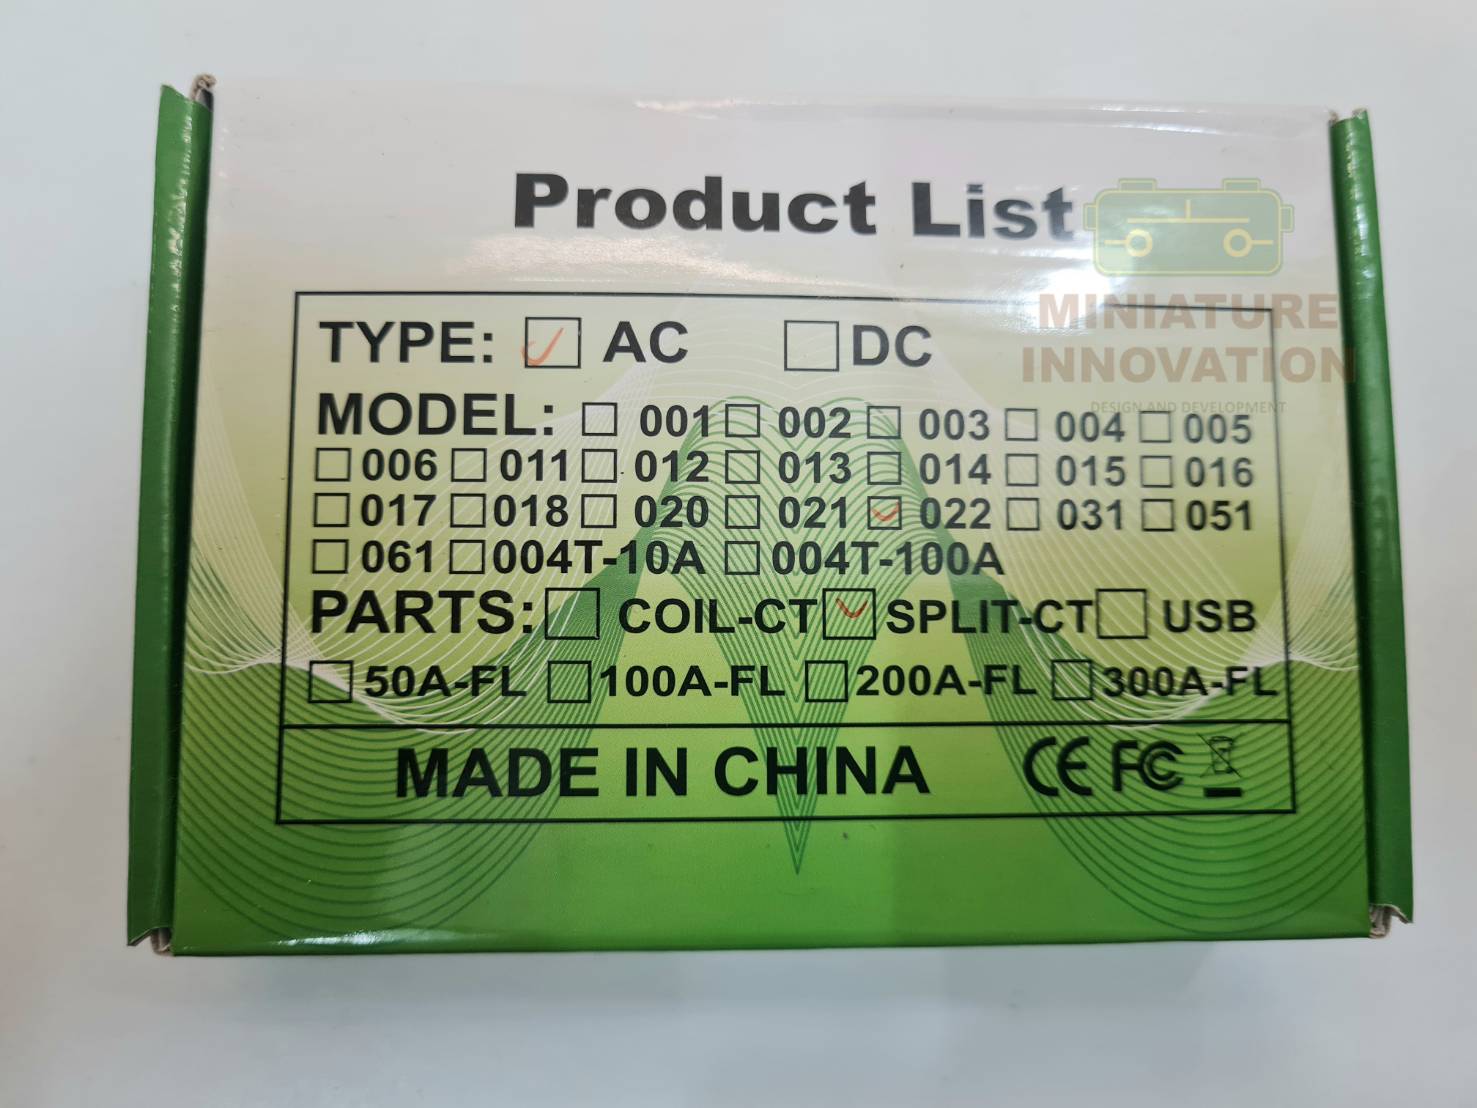 Product List
MINIATURE
INNOVATION
DESIGN AND DEVELOPMENT
TYPE: AC DC
MODEL: 001 002 003 004 005
006 011 012 013 014 015 016
017 018 020 021 022 031 051
061 004T-10A 004T-100A
PARTS: COIL-CT SPLIT-CT USB
50A-FL 100A-FL 200A-FL 300A-FL
MADE IN CHINA CE FC